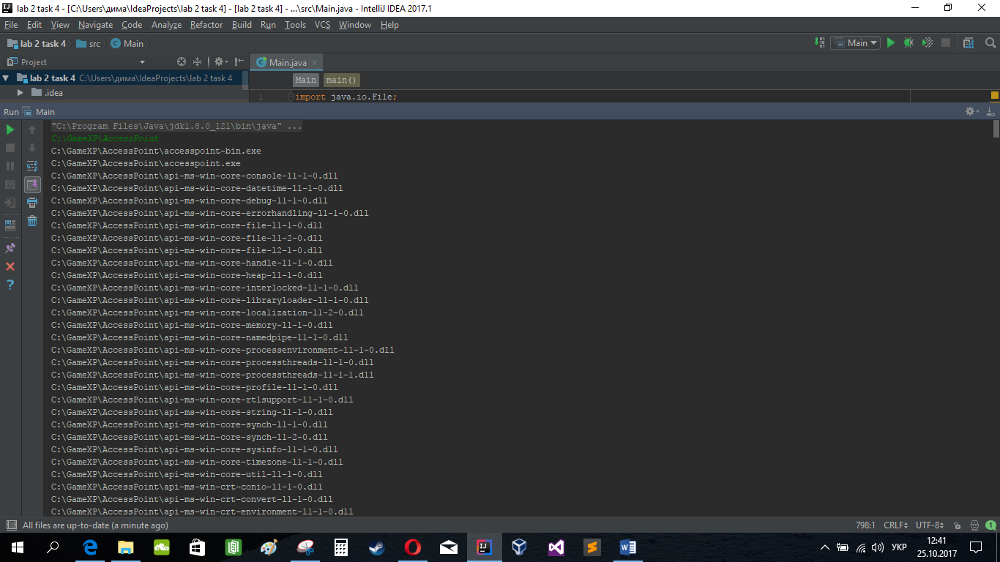 lab 2 task 4 - [C:\Users\дима\IdeaProjects\lab 2 task 4] - [lab 2 task 4] - ...\src\Main.java - IntelliJ IDEA 2017.1
File Edit View Navigate Code Analyze Refactor Build Run Tools VCS Window Help
lab 2 task 4 src Main Main
Project Main.java
lab 2 task 4 C:\Users\дима\IdeaProjects\lab 2 task 4 Main main()
.idea 1 import java.io.File;
Run Main
"C:\Program Files\Java\jdk1.8.0_121\bin\java" ...
C:\GameXP\AccessPoint
C:\GameXP\AccessPoint\accesspoint-bin.exe
C:\GameXP\AccessPoint\accesspoint.exe
C:\GameXP\AccessPoint\api-ms-win-core-console-l1-1-0.dll
C:\GameXP\AccessPoint\api-ms-win-core-datetime-l1-1-0.dll
C:\GameXP\AccessPoint\api-ms-win-core-debug-l1-1-0.dll
C:\GameXP\AccessPoint\api-ms-win-core-errorhandling-l1-1-0.dll
C:\GameXP\AccessPoint\api-ms-win-core-file-l1-1-0.dll
C:\GameXP\AccessPoint\api-ms-win-core-file-l1-2-0.dll
C:\GameXP\AccessPoint\api-ms-win-core-file-l2-1-0.dll
C:\GameXP\AccessPoint\api-ms-win-core-handle-l1-1-0.dll
C:\GameXP\AccessPoint\api-ms-win-core-heap-l1-1-0.dll
C:\GameXP\AccessPoint\api-ms-win-core-interlocked-l1-1-0.dll
C:\GameXP\AccessPoint\api-ms-win-core-libraryloader-l1-1-0.dll
C:\GameXP\AccessPoint\api-ms-win-core-localization-l1-2-0.dll
C:\GameXP\AccessPoint\api-ms-win-core-memory-l1-1-0.dll
C:\GameXP\AccessPoint\api-ms-win-core-namedpipe-l1-1-0.dll
C:\GameXP\AccessPoint\api-ms-win-core-processenvironment-l1-1-0.dll
C:\GameXP\AccessPoint\api-ms-win-core-processthreads-l1-1-0.dll
C:\GameXP\AccessPoint\api-ms-win-core-processthreads-l1-1-1.dll
C:\GameXP\AccessPoint\api-ms-win-core-profile-l1-1-0.dll
C:\GameXP\AccessPoint\api-ms-win-core-rtlsupport-l1-1-0.dll
C:\GameXP\AccessPoint\api-ms-win-core-string-l1-1-0.dll
C:\GameXP\AccessPoint\api-ms-win-core-synch-l1-1-0.dll
C:\GameXP\AccessPoint\api-ms-win-core-synch-l1-2-0.dll
C:\GameXP\AccessPoint\api-ms-win-core-sysinfo-l1-1-0.dll
C:\GameXP\AccessPoint\api-ms-win-core-timezone-l1-1-0.dll
C:\GameXP\AccessPoint\api-ms-win-core-util-l1-1-0.dll
C:\GameXP\AccessPoint\api-ms-win-crt-conio-l1-1-0.dll
C:\GameXP\AccessPoint\api-ms-win-crt-convert-l1-1-0.dll
C:\GameXP\AccessPoint\api-ms-win-crt-environment-l1-1-0.dll
All files are up-to-date (a minute ago) 798:1 CRLF UTF-8 1
УКР 12:41
25.10.2017